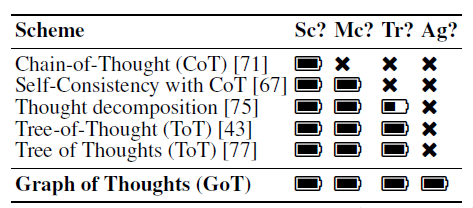 Scheme Sc? Mc? Tr? Ag?
Chain-of-Thought (CoT) [71]
Self-Consistency with CoT [67]
Thought decomposition [75]
Tree-of-Thought (ToT) [43]
Tree of Thoughts (ToT) [77]
Graph of Thoughts (GoT)